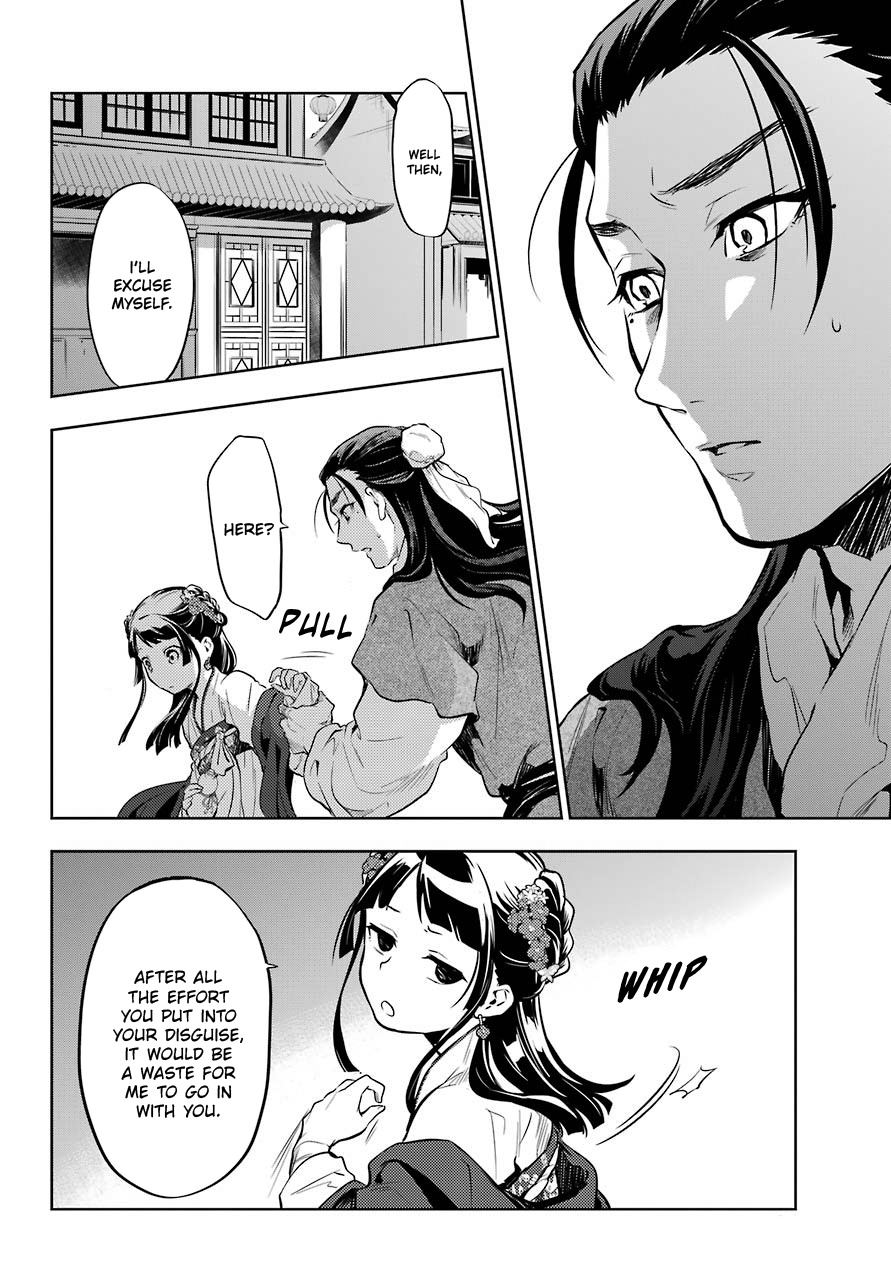 WELL
THEN,
I'LL
EXCUSE
MYSELF.
HERE?
PULL
WHIP
AFTER ALL
THE EFFORT
YOU PUT INTO
YOUR DISGUISE,
IT WOULD BE
A WASTE FOR
ME TO GO IN
WITH YOU.